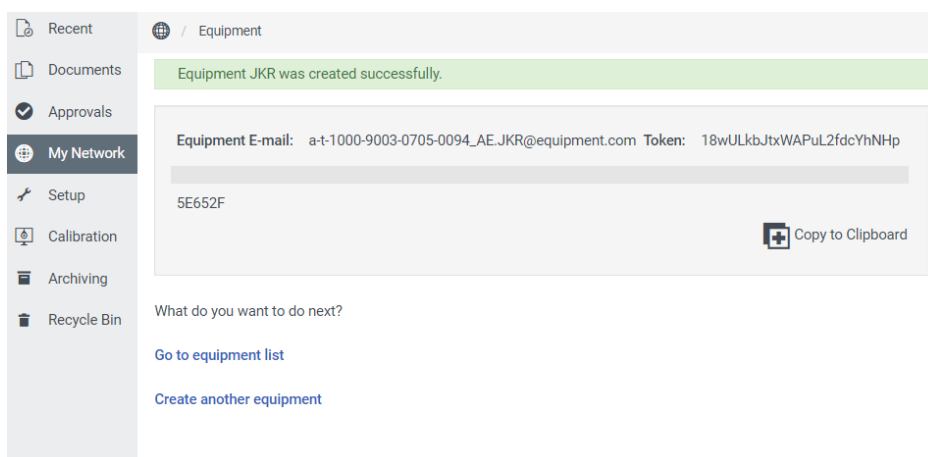 Recent
Documents
Approvals
My Network
Setup
Calibration
Archiving
Recycle Bin
/ Equipment
Equipment JKR was created successfully.
Equipment E-mail: a-t-1000-9003-0705-0094_AE.JKR@equipment.com Token: 18wULkbJtxWAPuL2fdcYhNHp
5E652F
Copy to Clipboard
What do you want to do next?
Go to equipment list
Create another equipment